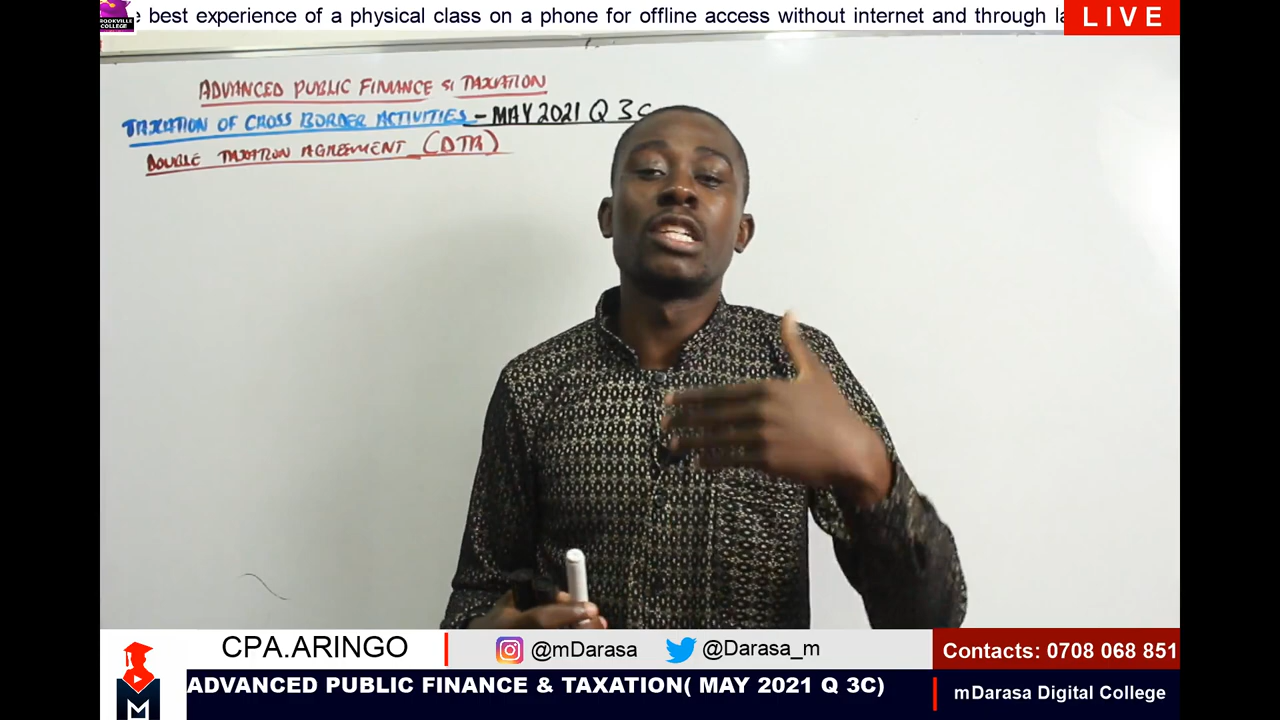 e best experience of a physical class on a phone for offline access without internet and through la
LIVE
BOOKVILLE
COLLEGE
ADVANCED PUBLIC FINANCE & TAXATION
TAXATION OF CROSS BORDER ACTIVITIES - MAY 2021 Q 3C
DOUBLE TAXATION AGREEMENT (DTA)
CPA.ARINGO
@mDarasa
@Darasa_m
Contacts: 0708 068 851
ADVANCED PUBLIC FINANCE & TAXATION( MAY 2021 Q 3C)
mDarasa Digital College
M